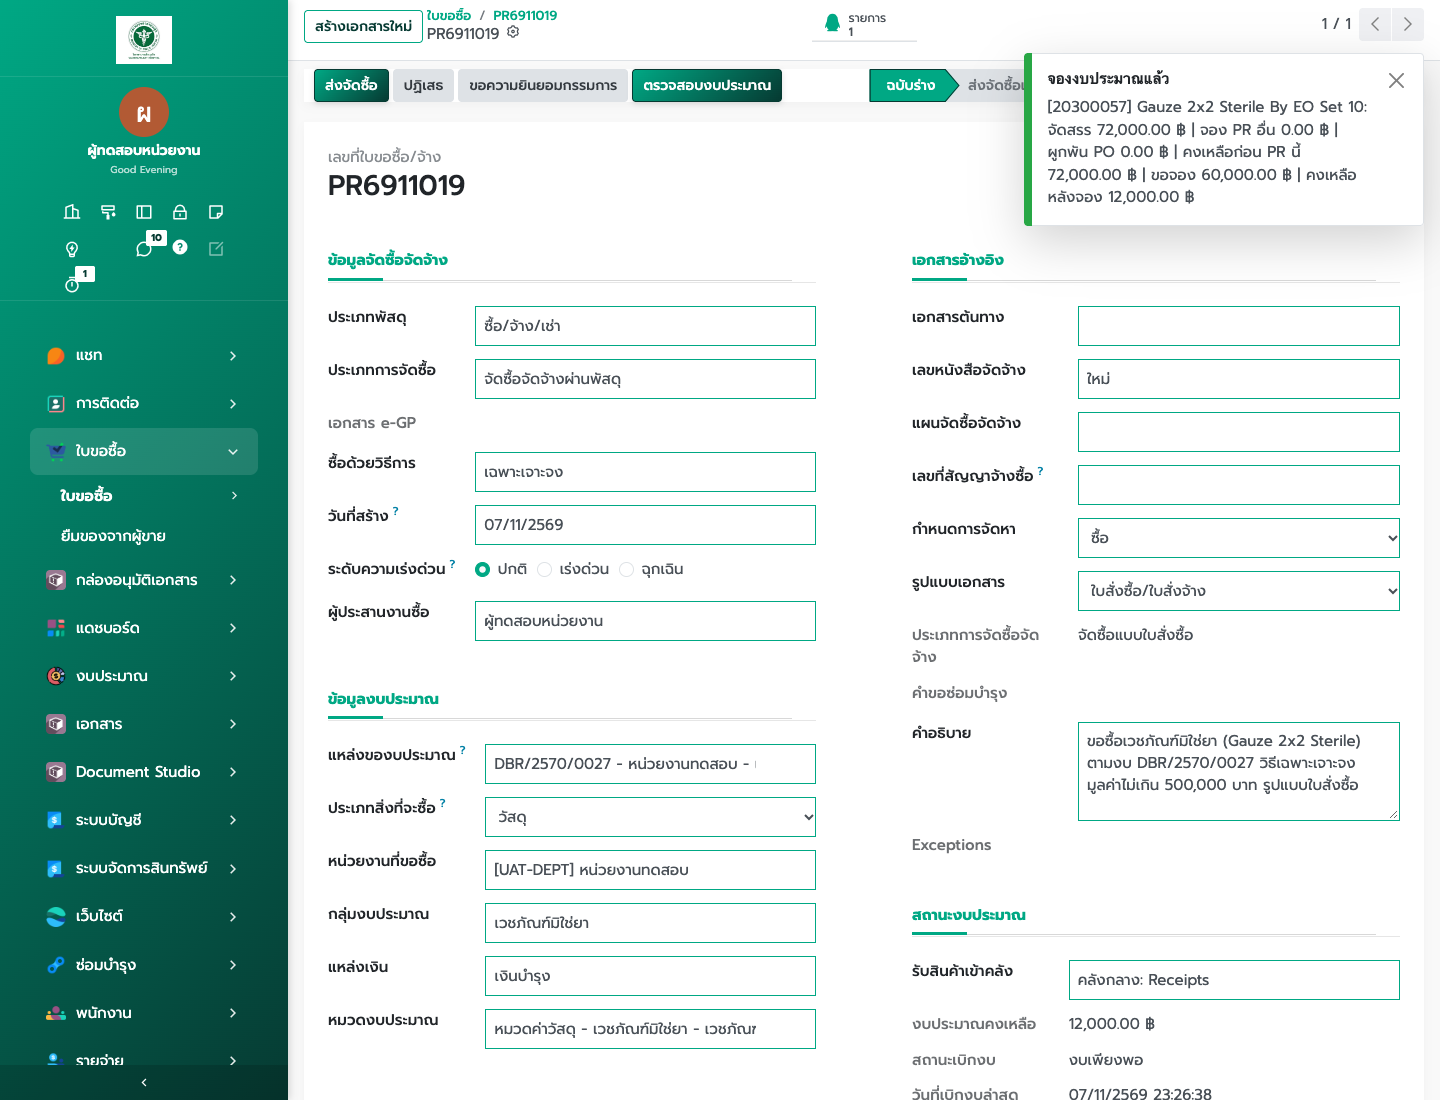 ผ
ผู้ทดสอบหน่วยงาน
Good Evening
10
?
1
แชท
การติดต่อ
ใบขอซื้อ
ใบขอซื้อ
ยืมของจากผู้ขาย
กล่องอนุมัติเอกสาร
แดชบอร์ด
งบประมาณ
เอกสาร
Document Studio
ระบบบัญชี
ระบบจัดการสินทรัพย์
เว็บไซต์
ซ่อมบำรุง
พนักงาน
รายจ่าย
สร้างเอกสารใหม่
ใบขอซื้อ / PR6911019
PR6911019
รายการ
1
1 / 1
ส่งจัดซื้อ
ปฏิเสธ
ขอความยินยอมกรรมการ
ตรวจสอบงบประมาณ
ฉบับร่าง
จองงบประมาณแล้ว
[20300057] Gauze 2x2 Sterile By EO Set 10:
จัดสรร 72,000.00 ฿ | จอง PR อื่น 0.00 ฿ |
ผูกพัน PO 0.00 ฿ | คงเหลือก่อน PR นี้
72,000.00 ฿ | ขอจอง 60,000.00 ฿ | คงเหลือ
หลังจอง 12,000.00 ฿
เลขที่ใบขอซื้อ/จ้าง
PR6911019
ข้อมูลจัดซื้อจัดจ้าง
ประเภทพัสดุ ซื้อ/จ้าง/เช่า
ประเภทการจัดซื้อ จัดซื้อจัดจ้างผ่านพัสดุ
เอกสาร e-GP
ซื้อด้วยวิธีการ เฉพาะเจาะจง
วันที่สร้าง ? 07/11/2569
ระดับความเร่งด่วน ? ปกติ เร่งด่วน ฉุกเฉิน
ผู้ประสานงานซื้อ ผู้ทดสอบหน่วยงาน
ข้อมูลงบประมาณ
แหล่งของบประมาณ ? DBR/2570/0027 - หน่วยงานทดสอบ -
ประเภทสิ่งที่จะซื้อ ? วัสดุ
หน่วยงานที่ขอซื้อ [UAT-DEPT] หน่วยงานทดสอบ
กลุ่มงบประมาณ เวชภัณฑ์มิใช่ยา
แหล่งเงิน เงินบำรุง
หมวดงบประมาณ หมวดค่าวัสดุ - เวชภัณฑ์มิใช่ยา -
เอกสารอ้างอิง
เอกสารต้นทาง
เลขหนังสือจัดจ้าง ใหม่
แผนจัดซื้อจัดจ้าง
เลขที่สัญญาจ้างซื้อ ?
กำหนดการจัดหา ซื้อ
รูปแบบเอกสาร ใบสั่งซื้อ/ใบสั่งจ้าง
ประเภทการจัดซื้อจัด จัดซื้อแบบใบสั่งซื้อ
จ้าง
คำขอซ่อมบำรุง
คำอธิบาย ขอซื้อเวชภัณฑ์มิใช่ยา (Gauze 2x2 Sterile)
ตามงบ DBR/2570/0027 วิธีเฉพาะเจาะจง
มูลค่าไม่เกิน 500,000 บาท รูปแบบใบสั่งซื้อ
Exceptions
สถานะงบประมาณ
รับสินค้าเข้าคลัง คลังกลาง: Receipts
งบประมาณคงเหลือ 12,000.00 ฿
สถานะเบิกงบ งบเพียงพอ
วันที่เบิกงบล่าสุด 07/11/2569 23:26:38